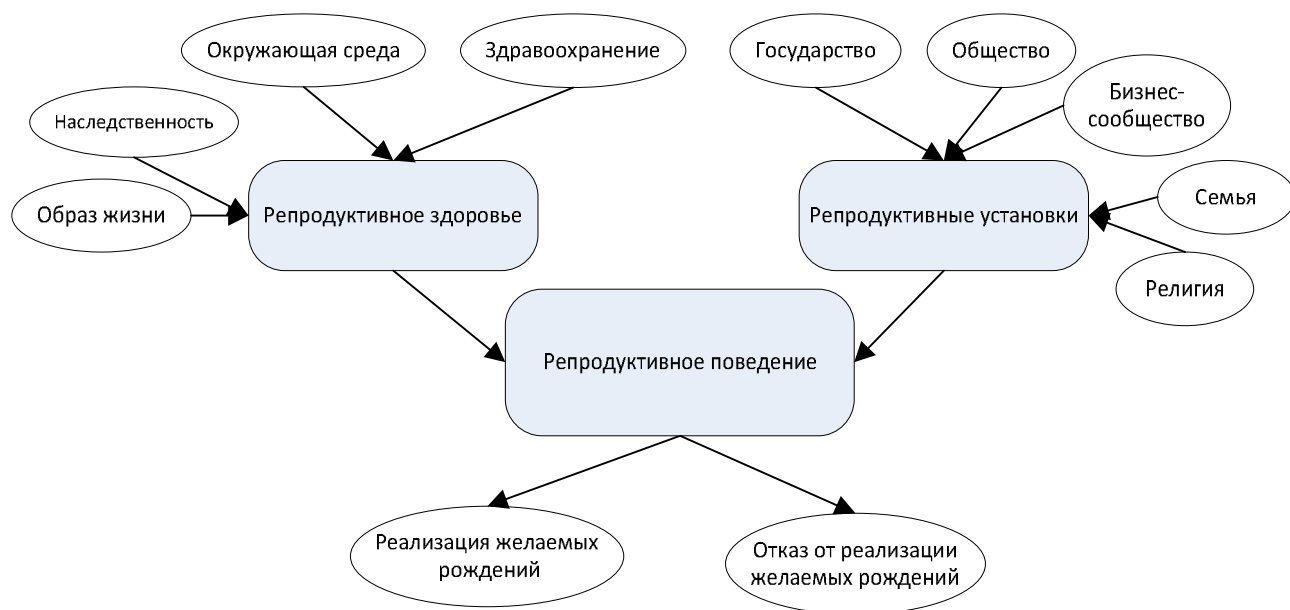 Окружающая среда
Здравоохранение
Государство
Общество
Бизнес-
сообщество
Наследственность
Образ жизни
Репродуктивное здоровье
Репродуктивные установки
Семья
Религия
Репродуктивное поведение
Реализация желаемых
рождений
Отказ от реализации
желаемых рождений